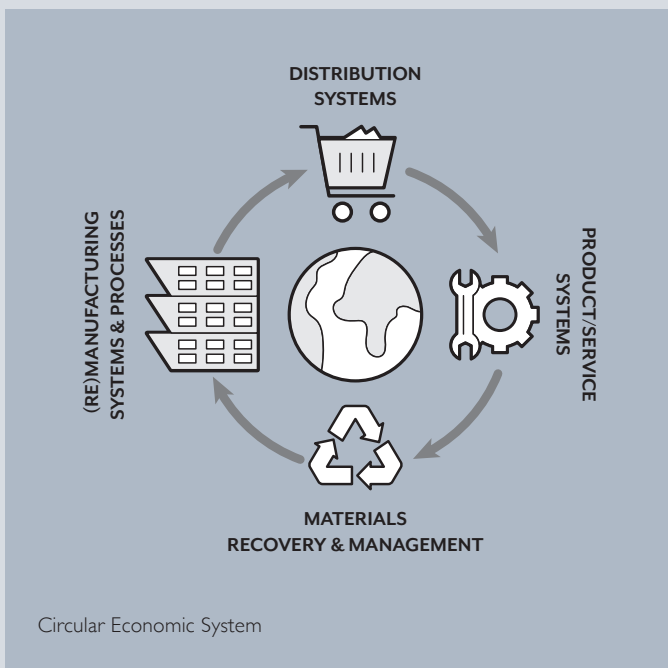 DISTRIBUTION
SYSTEMS
(RE)MANUFACTURING
SYSTEMS & PROCESSES
PRODUCT/SERVICE
SYSTEMS
MATERIALS
RECOVERY & MANAGEMENT
Circular Economic System